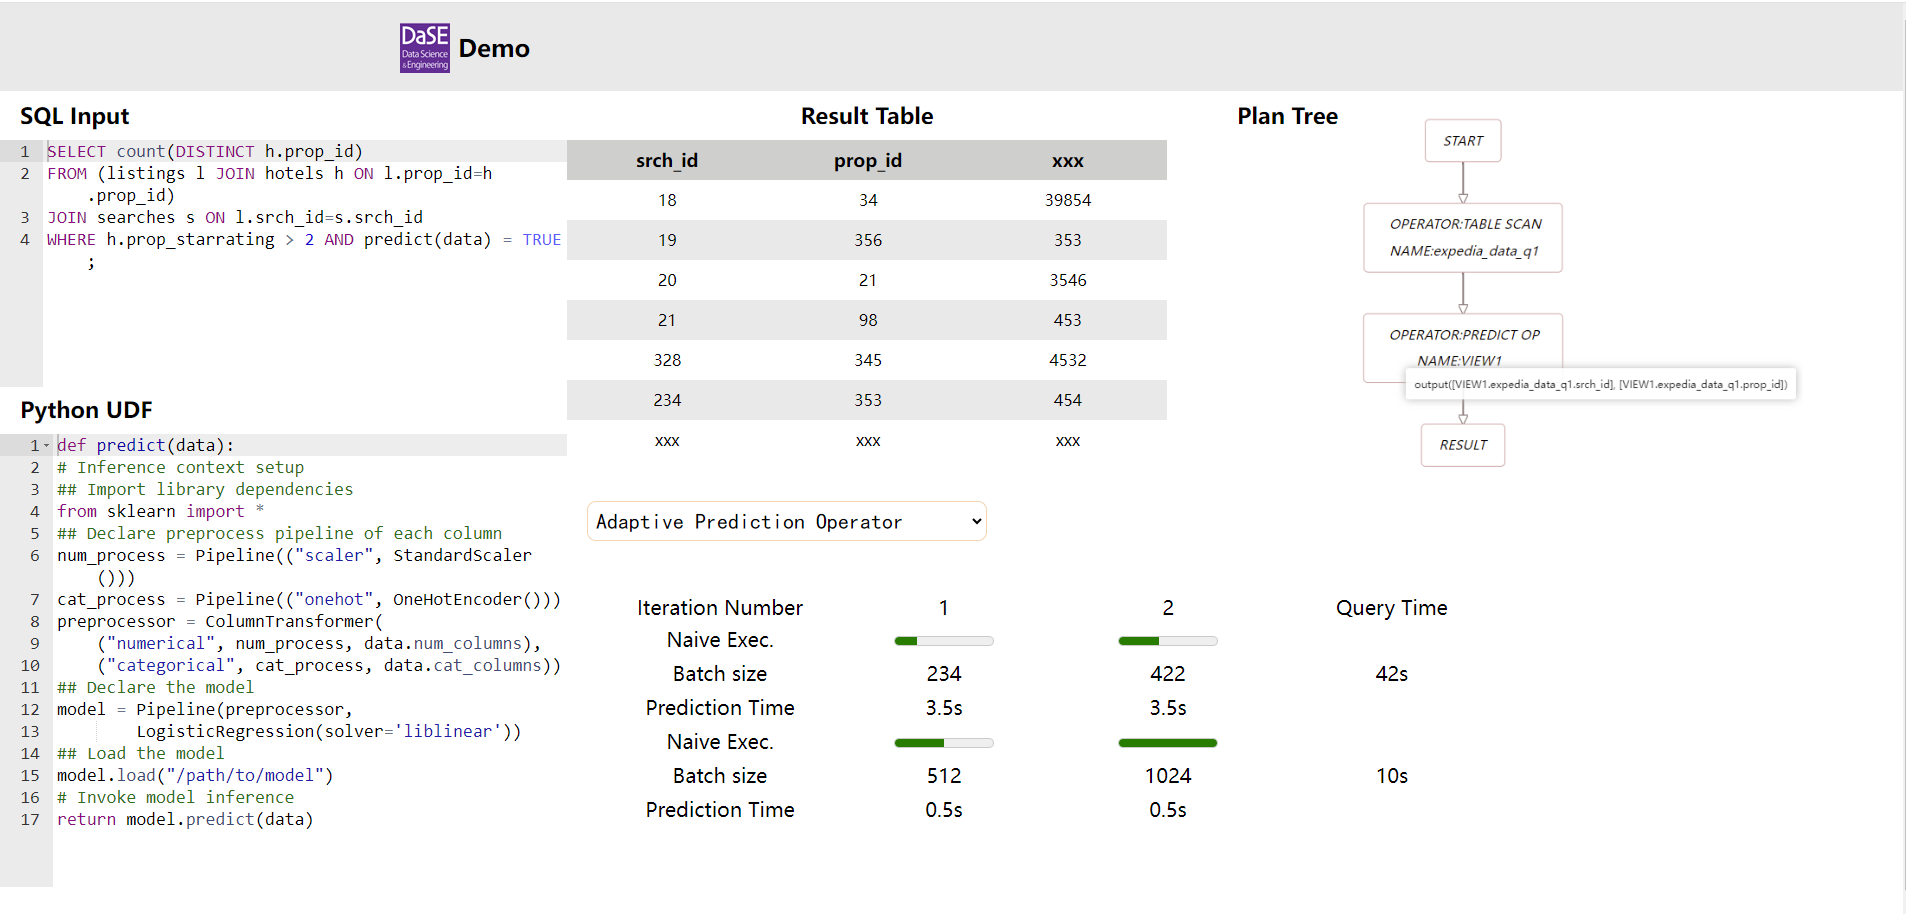 DaSE
Data Science
& Engineering
Demo
SQL Input
1 SELECT count(DISTINCT h.prop_id)
2 FROM (listings l JOIN hotels h ON l.prop_id=h
.prop_id)
3 JOIN searches s ON l.srch_id=s.srch_id
4 WHERE h.prop_starrating > 2 AND predict(data) = TRUE
;
Python UDF
1 def predict(data):
2 # Inference context setup
3 ## Import library dependencies
4 from sklearn import *
5 ## Declare preprocess pipeline of each column
6 num_process = Pipeline(("scaler", StandardScaler
()))
7 cat_process = Pipeline(("onehot", OneHotEncoder()))
8 preprocessor = ColumnTransformer(
9 ("numerical", num_process, data.num_columns),
10 ("categorical", cat_process, data.cat_columns))
11 ## Declare the model
12 model = Pipeline(preprocessor,
13 LogisticRegression(solver='liblinear'))
14 ## Load the model
15 model.load("/path/to/model")
16 # Invoke model inference
17 return model.predict(data)
Result Table
srch_id prop_id xxx
18 34 39854
19 356 353
20 21 3546
21 98 453
328 345 4532
234 353 454
xxx xxx xxx
Adaptive Prediction Operator
Iteration Number 1 2 Query Time
Naive Exec.
Batch size 234 422 42s
Prediction Time 3.5s 3.5s
Naive Exec.
Batch size 512 1024 10s
Prediction Time 0.5s 0.5s
Plan Tree
START
OPERATOR:TABLE SCAN
NAME:expedia_data_q1
OPERATOR:PREDICT OP
NAME:VIEW1
output([VIEW1.expedia_data_q1.srch_id], [VIEW1.expedia_data_q1.prop_id])
RESULT